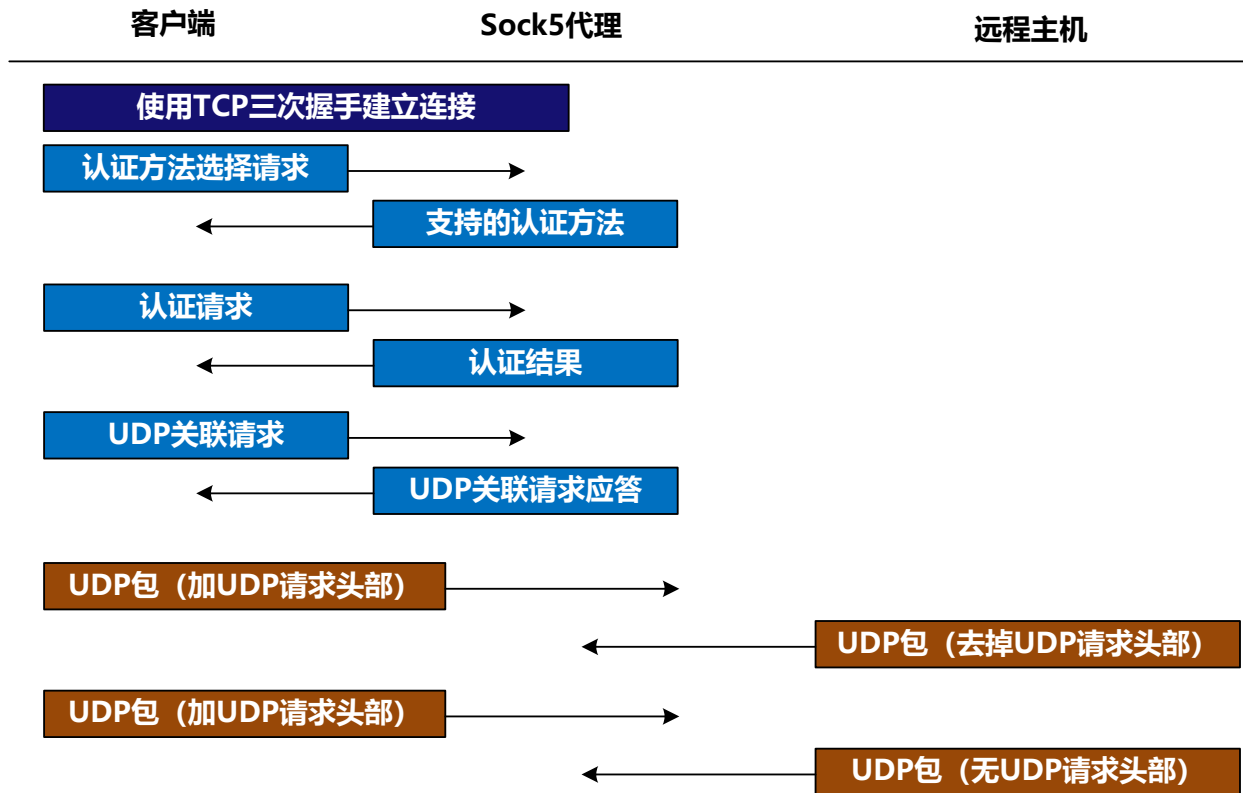 客户端
Sock5代理
远程主机
使用TCP三次握手建立连接
认证方法选择请求
支持的认证方法
认证请求
认证结果
UDP关联请求
UDP关联请求应答
UDP包（加UDP请求头部）
UDP包（去掉UDP请求头部）
UDP包（加UDP请求头部）
UDP包（无UDP请求头部）